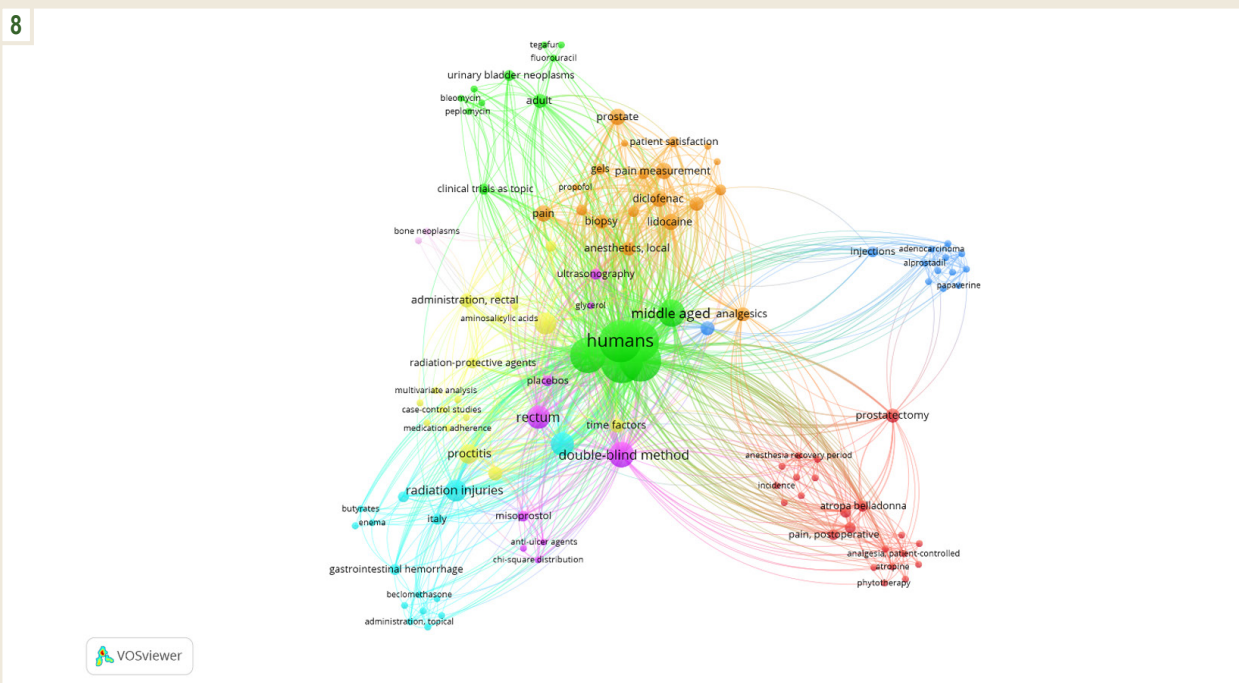 8
tegafur
fluorouracil
urinary bladder neoplasms
bleomycin
adult
peplomycin
prostate
patient satisfaction
gels
pain measurement
clinical trials as topic
propofol
diclofenac
pain
biopsy
lidocaine
bone neoplasms
anesthetics, local
injections
adenocarcinoma
alprostadil
ultrasonography
papaverine
administration, rectal
glycerol
aminosalicylic acids
middle aged
analgesics
humans
radiation-protective agents
placebos
multivariate analysis
case-control studies
rectum
prostatectomy
medication adherence
time factors
proctitis
double-blind method
anesthesia recovery period
radiation injuries
incidence
butyrates
enema
italy
misoprostol
atropa belladonna
pain, postoperative
anti-ulcer agents
chi-square distribution
analgesia, patient-controlled
gastrointestinal hemorrhage
atropine
phytotherapy
beclomethasone
administration, topical
VOSviewer